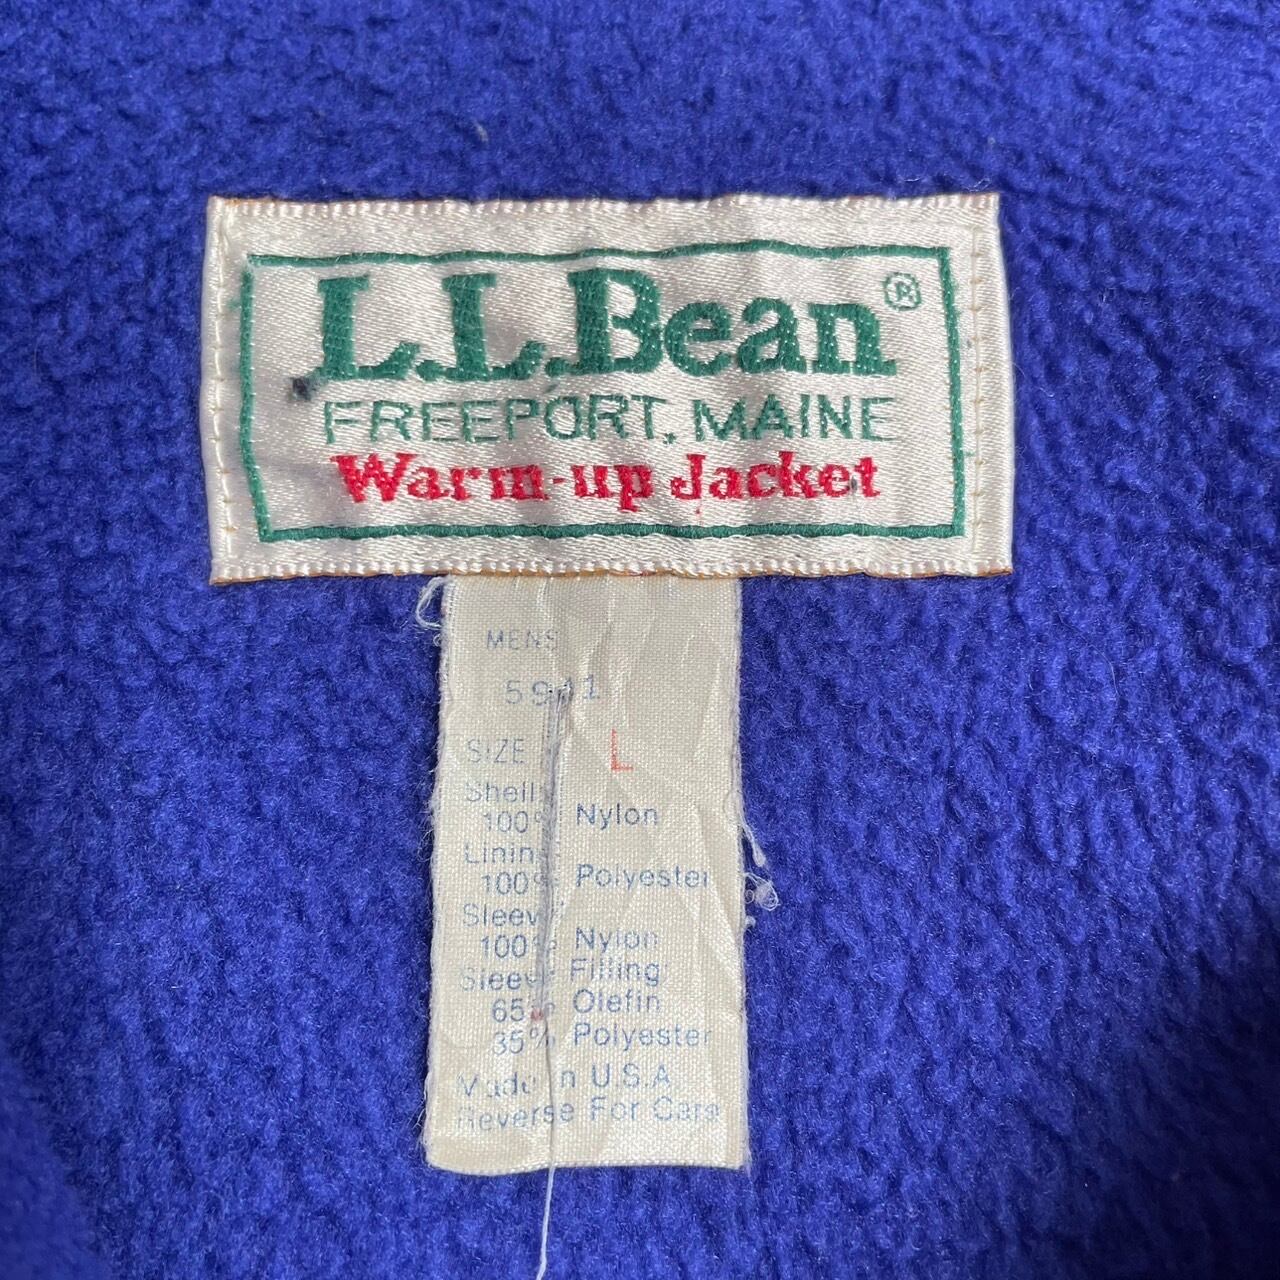 L.L.Bean®
FREEPORT, MAINE
Warm-up Jacket
MENS
SIZE L
Shell
100% Nylon
Lining
100% Polyester
Sleeve
100% Nylon
Sleeve Filling:
65% Olefin
35% Polyester
Made in U.S.A.
Reverse For Care